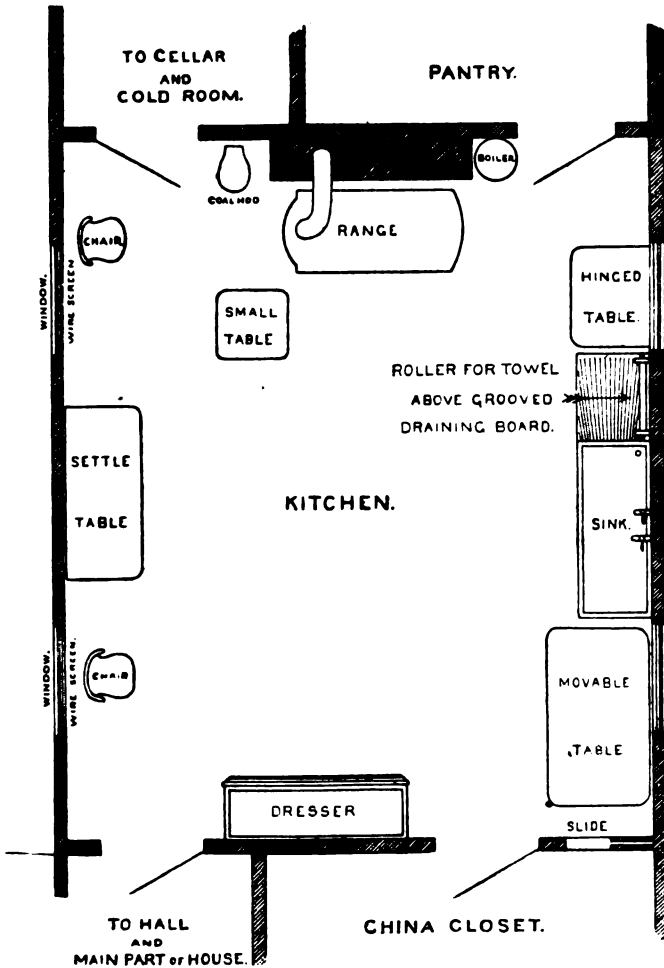 TO CELLAR
AND
COLD ROOM.
PANTRY.
COAL HOD
BOILER
RANGE
CHAIR
WINDOW.
WIRE SCREEN
SMALL
TABLE
HINGED
TABLE.
ROLLER FOR TOWEL
ABOVE GROOVED
DRAINING BOARD.
SETTLE
TABLE
KITCHEN.
SINK.
WINDOW.
WIRE SCREEN.
CHAIR
MOVABLE
TABLE
DRESSER
SLIDE
TO HALL
AND
MAIN PART OF HOUSE.
CHINA CLOSET.